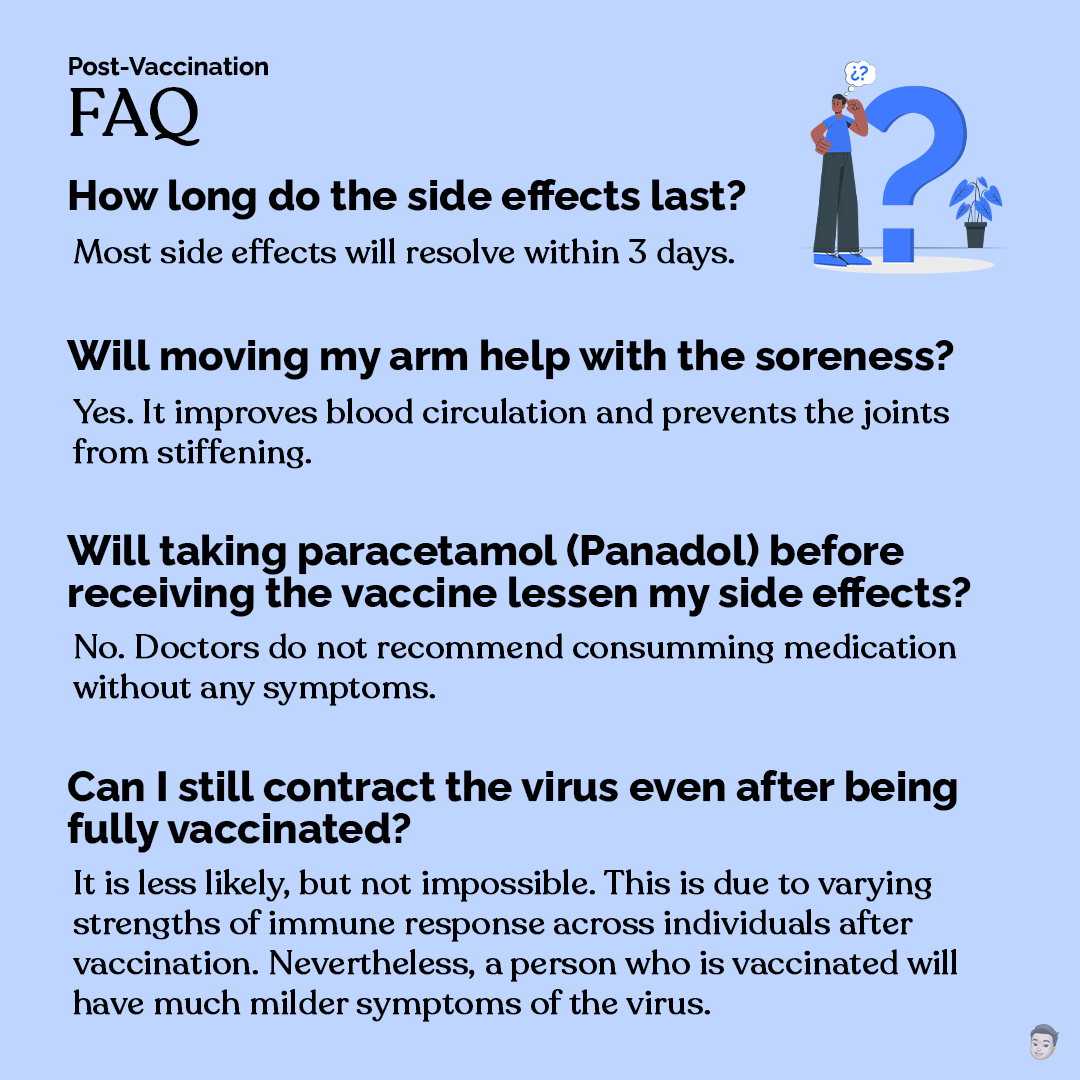 Post-Vaccination
FAQ
¿?
How long do the side effects last?
Most side effects will resolve within 3 days.
Will moving my arm help with the soreness?
Yes. It improves blood circulation and prevents the joints
from stiffening.
Will taking paracetamol (Panadol) before
receiving the vaccine lessen my side effects?
No. Doctors do not recommend consumming medication
without any symptoms.
Can I still contract the virus even after being
fully vaccinated?
It is less likely, but not impossible. This is due to varying
strengths of immune response across individuals after
vaccination. Nevertheless, a person who is vaccinated will
have much milder symptoms of the virus.